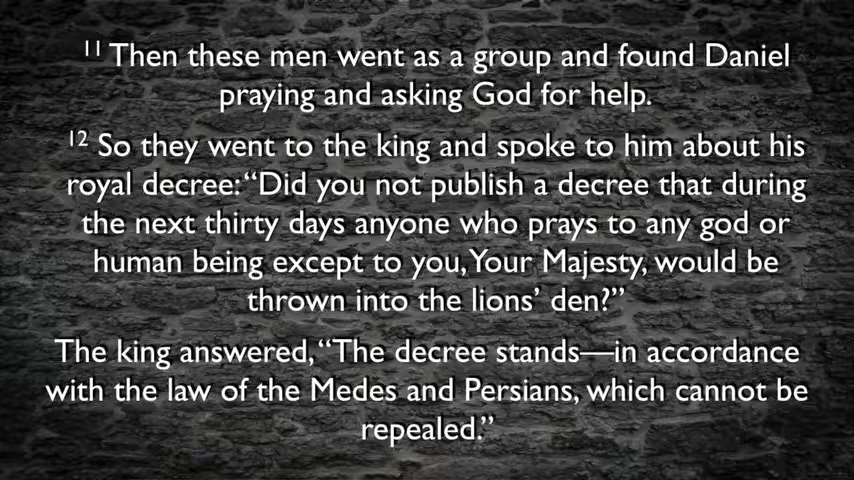 11 Then these men went as a group and found Daniel
praying and asking God for help.
12 So they went to the king and spoke to him about his
royal decree: “Did you not publish a decree that during
the next thirty days anyone who prays to any god or
human being except to you, Your Majesty, would be
thrown into the lions’ den?”
The king answered, “The decree stands—in accordance
with the law of the Medes and Persians, which cannot be
repealed.”